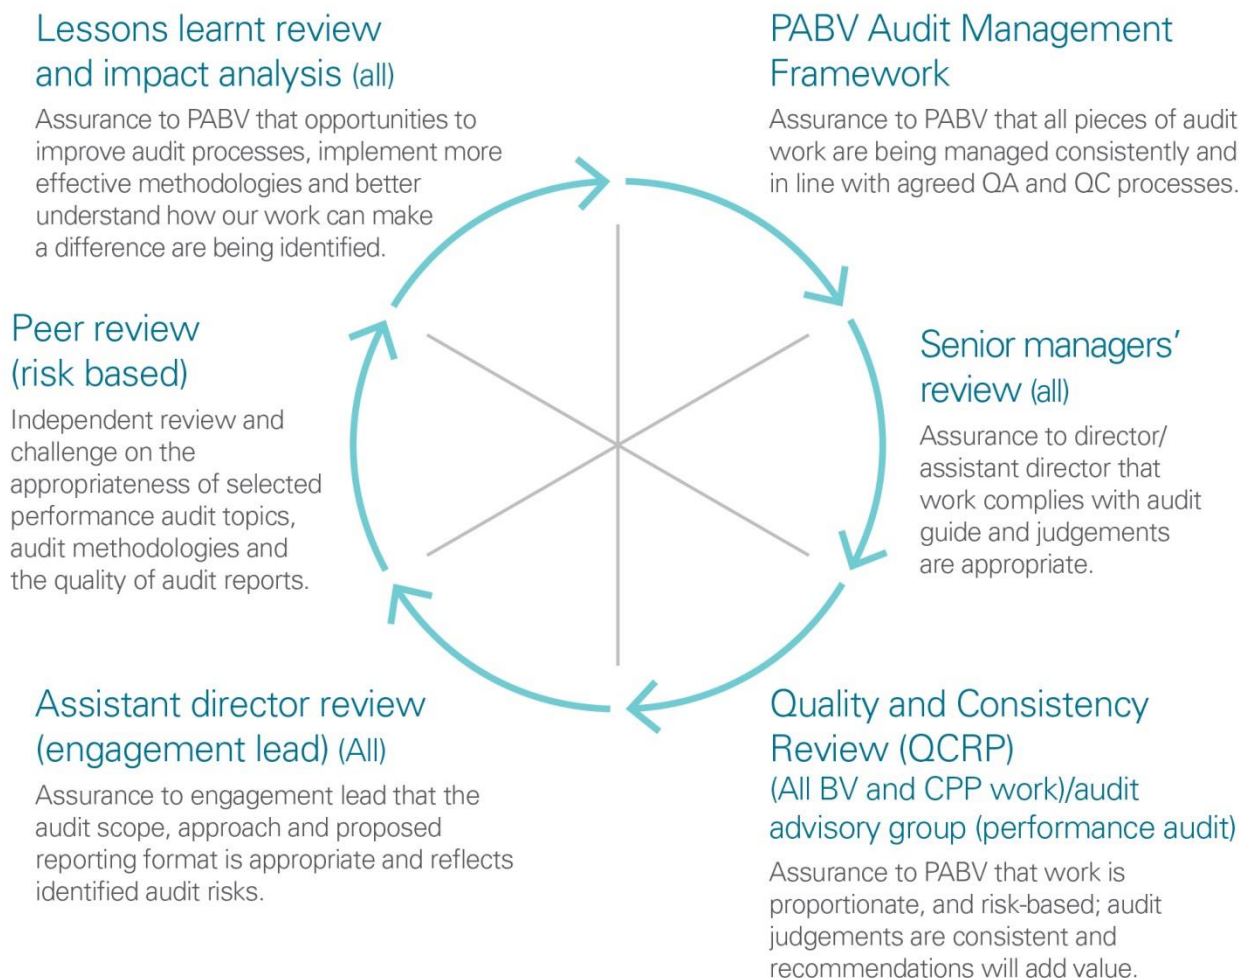 Lessons learnt review
and impact analysis (all)
Assurance to PABV that opportunities to
improve audit processes, implement more
effective methodologies and better
understand how our work can make
a difference are being identified.
PABV Audit Management
Framework
Assurance to PABV that all pieces of audit
work are being managed consistently and
in line with agreed QA and QC processes.
Senior managers’
review (all)
Assurance to director/
assistant director that
work complies with audit
guide and judgements
are appropriate.
Quality and Consistency
Review (QCRP)
(All BV and CPP work)/audit
advisory group (performance audit)
Assurance to PABV that work is
proportionate, and risk-based; audit
judgements are consistent and
recommendations will add value.
Assistant director review
(engagement lead) (All)
Assurance to engagement lead that the
audit scope, approach and proposed
reporting format is appropriate and reflects
identified audit risks.
Peer review
(risk based)
Independent review and
challenge on the
appropriateness of selected
performance audit topics,
audit methodologies and
the quality of audit reports.